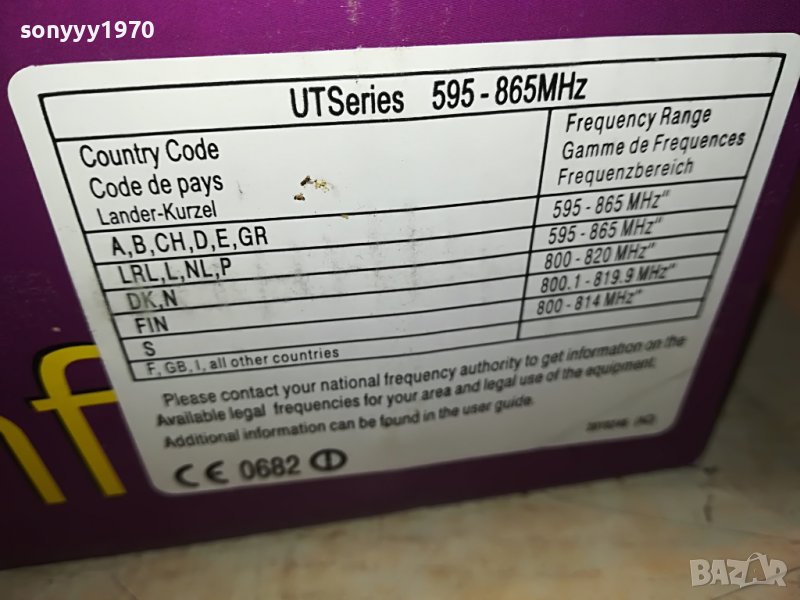 sonyyy1970
UTSeries 595 - 865MHz
Country Code
Code de pays
Lander-Kurzel
Frequency Range
Gamme de Frequences
Frequenzbereich
A,B,CH,D,E,GR 595 - 865 MHz"
LRL,L,NL,P 595 - 865 MHz"
DK,N 800 - 820 MHz"
FIN 800.1 - 819.9 MHz"
S 800 - 814 MHz"
F, GB, I, all other countries
Please contact your national frequency authority to get information on the
Available legal frequencies for your area and legal use of the equipment.
Additional information can be found in the user guide.
CE 0682
nf
BAZAR